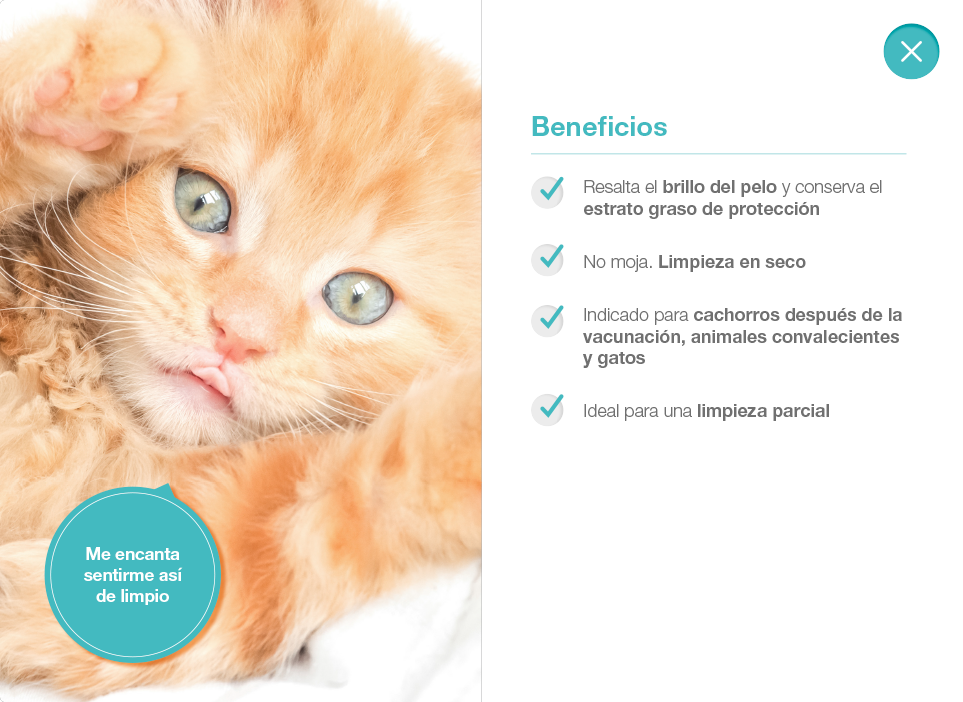 Beneficios
Resalta el brillo del pelo y conserva el
estrato graso de protección
No moja. Limpieza en seco
Indicado para cachorros después de la
vacunación, animales convalecientes
y gatos
Ideal para una limpieza parcial
Me encanta
sentirme así
de limpio